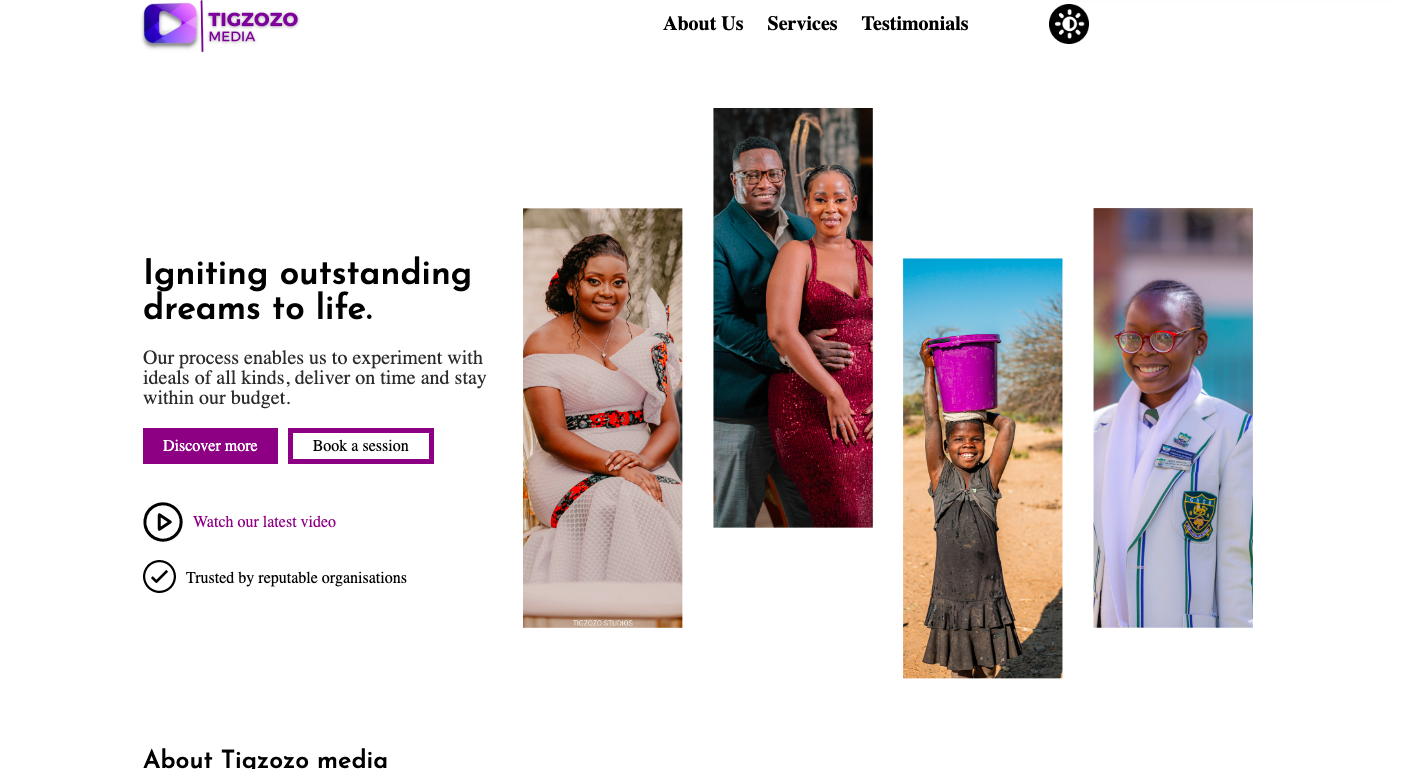 TIGZOZO
MEDIA
About Us Services Testimonials
Igniting outstanding
dreams to life.
Our process enables us to experiment with
ideals of all kinds, deliver on time and stay
within our budget.
Discover more Book a session
Watch our latest video
Trusted by reputable organisations
TIGZOZO STUDIOS
About Tigzozo media